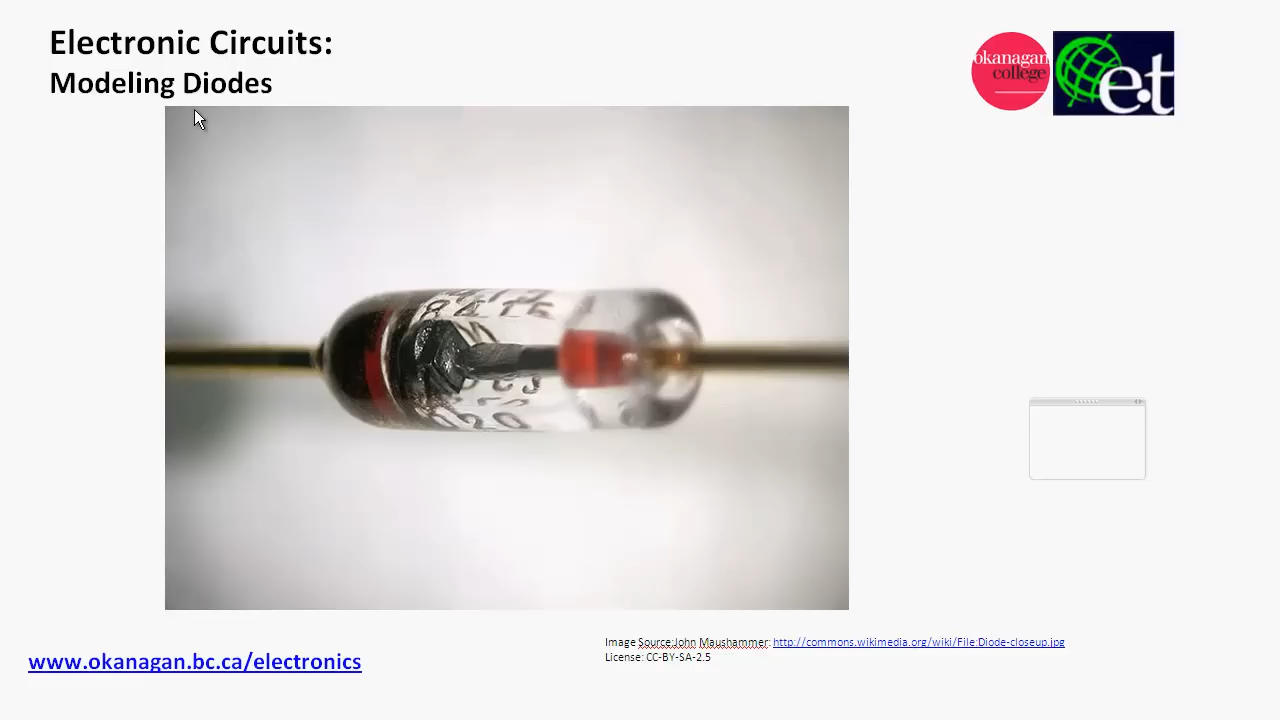 Electronic Circuits:
Modeling Diodes
okanagan
college
e.t
www.okanagan.bc.ca/electronics
Image Source:John Maushammer: http://commons.wikimedia.org/wiki/File:Diode-closeup.jpg
License: CC-BY-SA-2.5